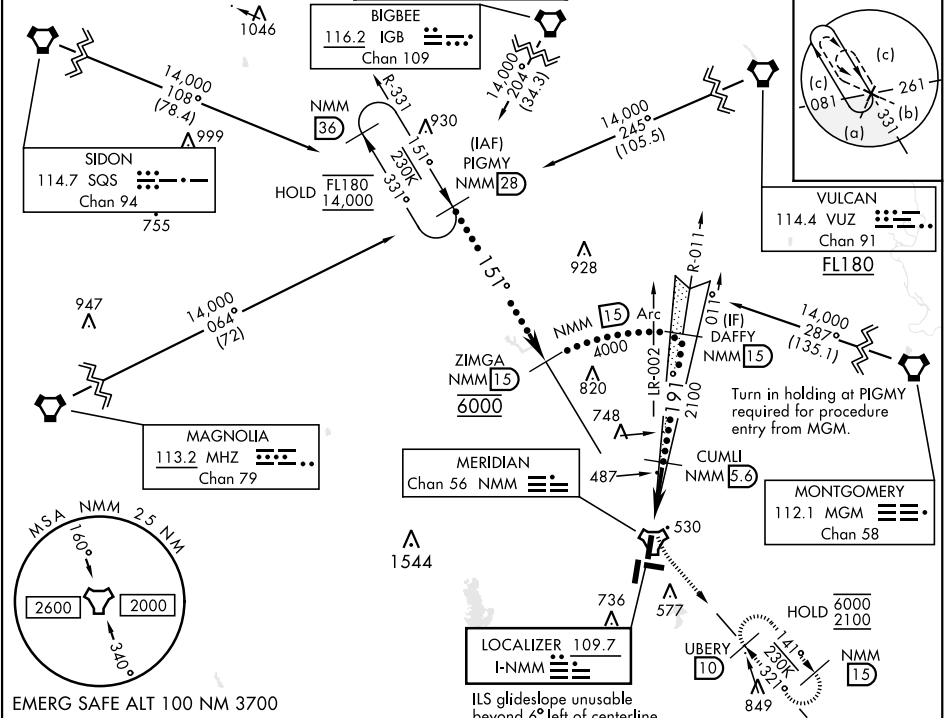 1046
BIGBEE
116.2 IGB
Chan 109
14,000
204°
(34.3)
(c)
(c)
081
261
(a)
(b)
331
14,000
108°
(78.4)
999
SIDON
114.7 SQS
Chan 94
755
NMM
36
R-331
930
151°
230K
331°
HOLD FL180
14,000
(IAF)
PIGMY
NMM 28
14,000
245°
(105.5)
VULCAN
114.4 VUZ
Chan 91
FL180
947
14,000
064°
(72)
151°
928
R-011
011°
NMM 15 Arc
4000
LR-002
(IF)
DAFFY
NMM 15
14,000
287°
(135.1)
ZIMGA
NMM 15
6000
820
191°
2100
748
Turn in holding at PIGMY
required for procedure
entry from MGM.
MAGNOLIA
113.2 MHZ
Chan 79
MERIDIAN
Chan 56 NMM
487
CUMLI
NMM 5.6
MONTGOMERY
112.1 MGM
Chan 58
MSA NMM 25 NM
160°
2600
2000
340°
1544
530
736
577
LOCALIZER 109.7
I-NMM
HOLD 6000
2100
UBERY
10
141°
230K
321°
NMM
15
849
EMERG SAFE ALT 100 NM 3700
ILS glideslope unusable
beyond 6° left of centerline